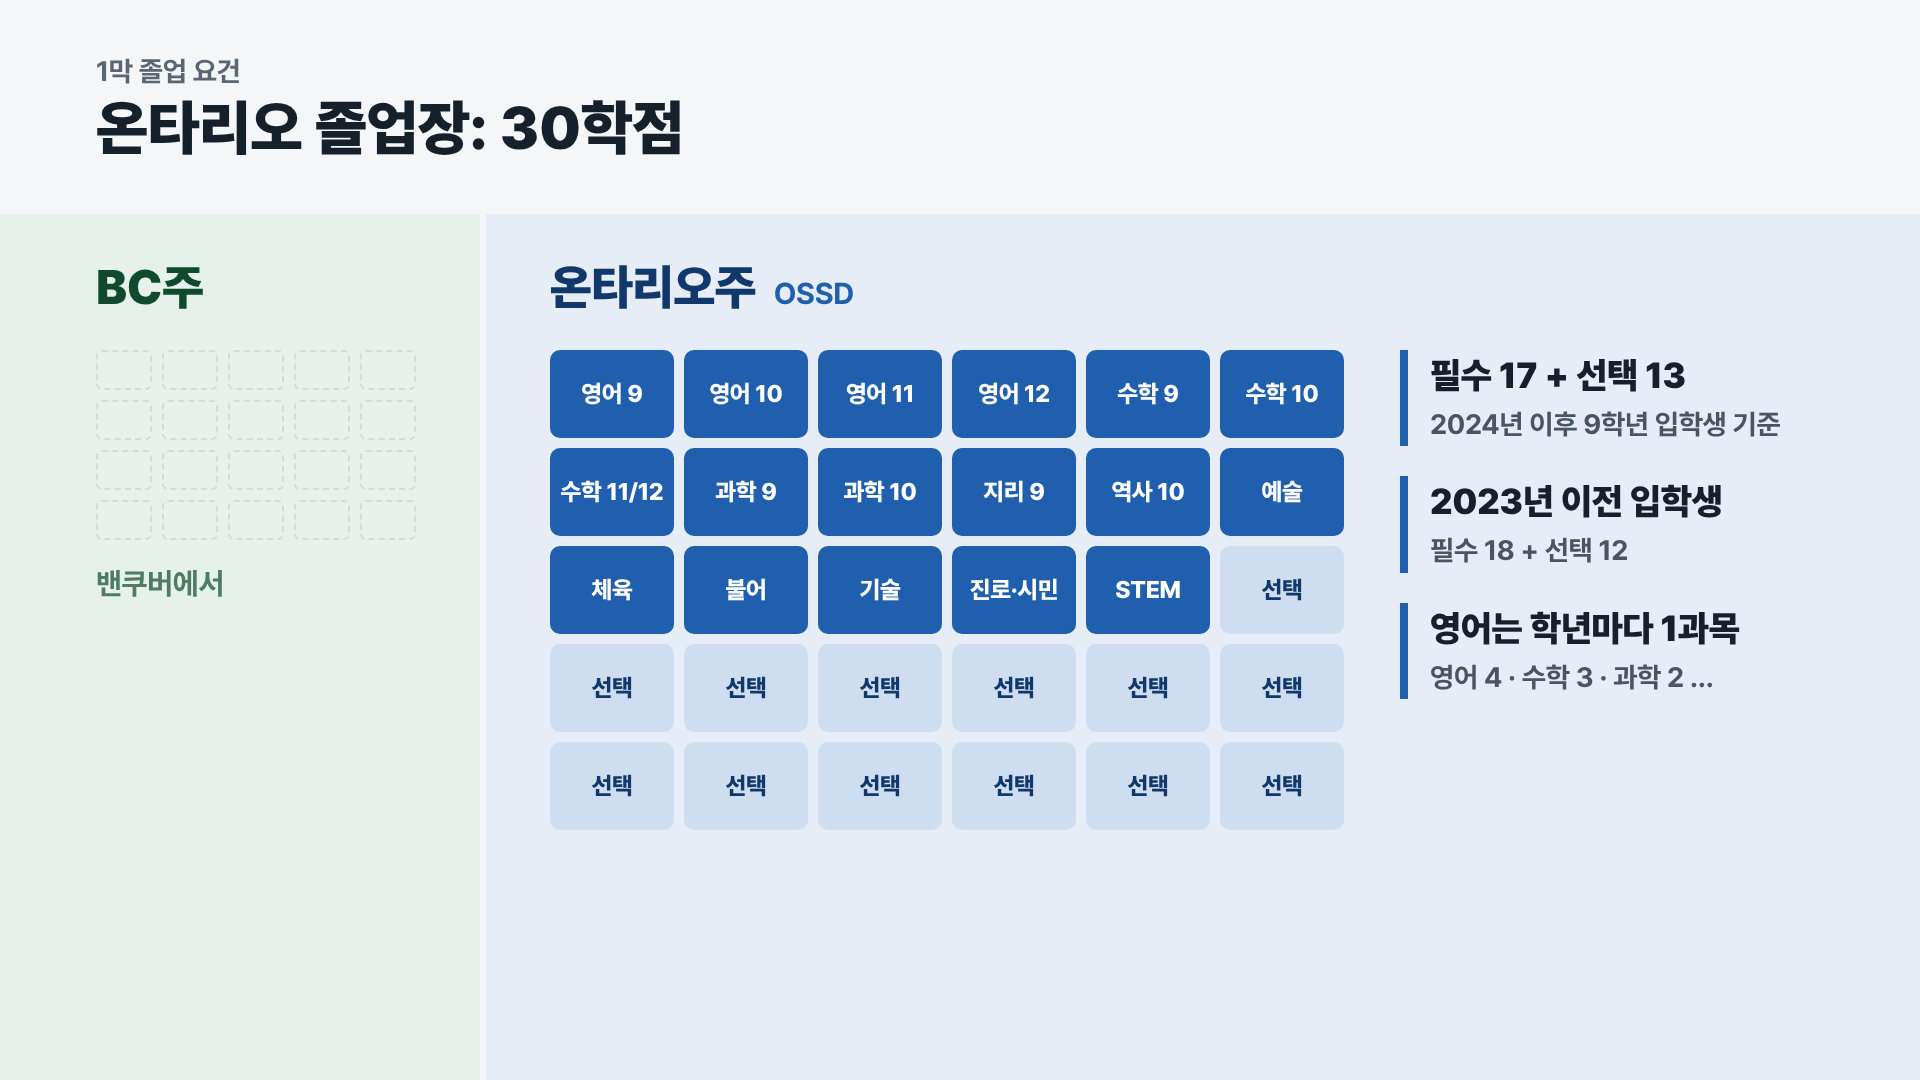 1막 졸업 요건
온타리오 졸업장: 30학점
BC주
밴쿠버에서
온타리오주 OSSD
영어 9 영어 10 영어 11 영어 12 수학 9 수학 10
수학 11/12 과학 9 과학 10 지리 9 역사 10 예술
체육 불어 기술 진로·시민 STEM 선택
선택 선택 선택 선택 선택 선택
선택 선택 선택 선택 선택 선택
필수 17 + 선택 13
2024년 이후 9학년 입학생 기준
2023년 이전 입학생
필수 18 + 선택 12
영어는 학년마다 1과목
영어 4 · 수학 3 · 과학 2 ...